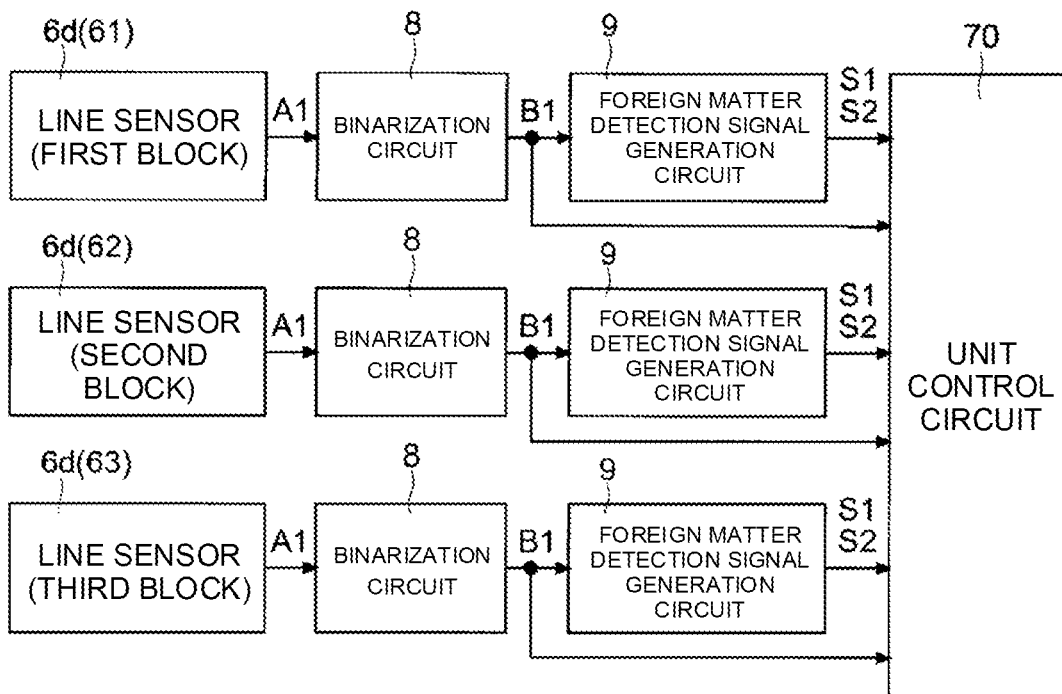 6d(61)
8
9
70
LINE SENSOR
(FIRST BLOCK)
A1
BINARIZATION
CIRCUIT
B1
FOREIGN MATTER
DETECTION SIGNAL
GENERATION
CIRCUIT
S1
S2
6d(62)
8
9
LINE SENSOR
(SECOND
BLOCK)
A1
BINARIZATION
CIRCUIT
B1
FOREIGN MATTER
DETECTION SIGNAL
GENERATION
CIRCUIT
S1
S2
UNIT
CONTROL
CIRCUIT
6d(63)
8
9
LINE SENSOR
(THIRD BLOCK)
A1
BINARIZATION
CIRCUIT
B1
FOREIGN MATTER
DETECTION SIGNAL
GENERATION
CIRCUIT
S1
S2